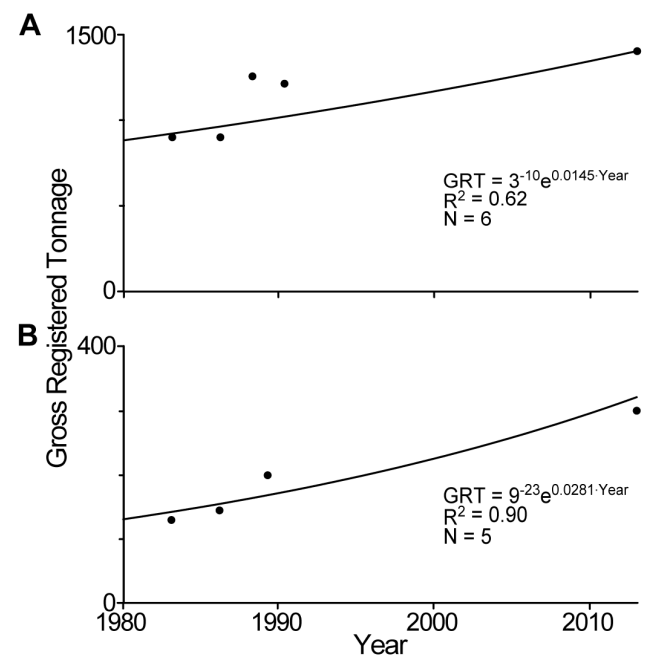 A
1500
GRT = 3⁻¹⁰e⁰·⁰¹⁴⁵·Year
R² = 0.62
N = 6
0
Gross Registered Tonnage
B
400
GRT = 9⁻²³e⁰·⁰²⁸¹·Year
R² = 0.90
N = 5
0
1980 1990 2000 2010
Year